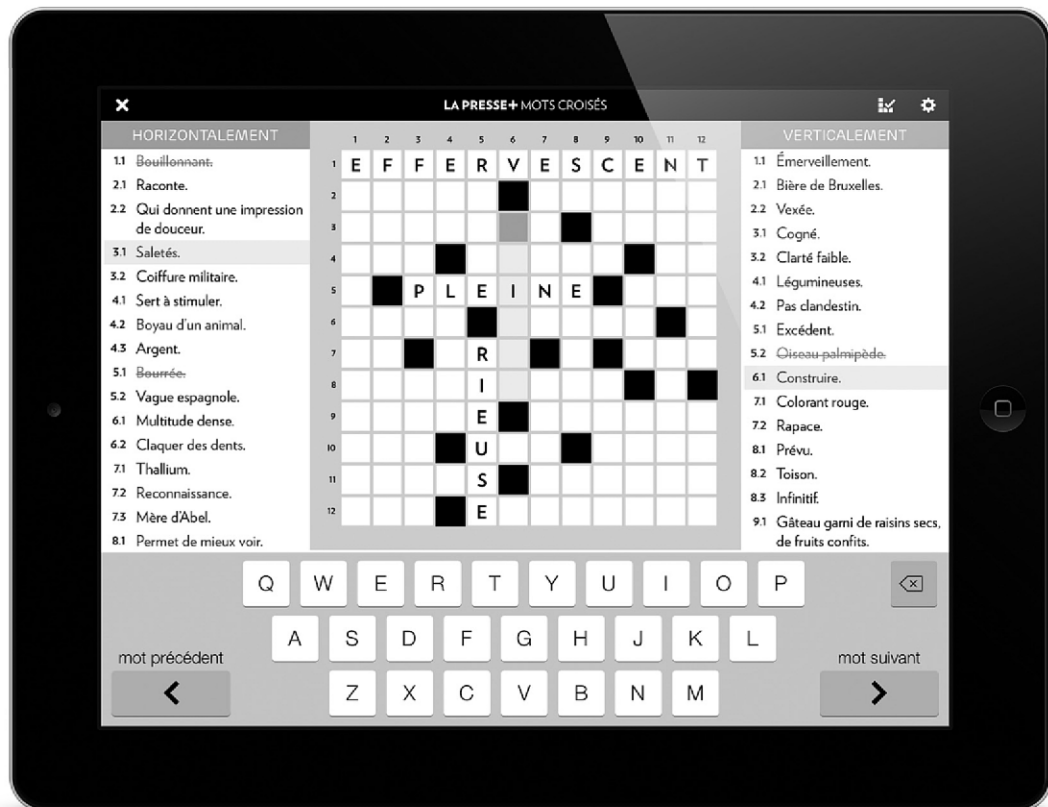 LA PRESSE+ MOTS CROISÉS
HORIZONTALEMENT
1.1 Bouillonnant.
2.1 Raconte.
2.2 Qui donnent une impression
de douceur.
3.1 Saletés.
3.2 Coiffure militaire.
4.1 Sert à stimuler.
4.2 Boyau d'un animal.
4.3 Argent.
5.1 Bourrée.
5.2 Vague espagnole.
6.1 Multitude dense.
6.2 Claquer des dents.
7.1 Thallium.
7.2 Reconnaissance.
7.3 Mère d'Abel.
8.1 Permet de mieux voir.
1 2 3 4 5 6 7 8 9 10 11 12
1 E F F E R V E S C E N T
2
3
4
5 P L E I N E
6
7 R
8 I
9 E
10 U
11 S
12 E
VERTICALEMENT
1.1 Émerveillement.
2.1 Bière de Bruxelles.
2.2 Vexée.
3.1 Cogné.
3.2 Clarté faible.
4.1 Légumineuses.
4.2 Pas clandestin.
5.1 Excédent.
5.2 Oiseau palmipède.
6.1 Construire.
7.1 Colorant rouge.
7.2 Rapace.
8.1 Prévu.
8.2 Toison.
8.3 Infinitif.
9.1 Gâteau garni de raisins secs,
de fruits confits.
Q W E R T Y U I O P
A S D F G H J K L
mot précédent
mot suivant
Z X C V B N M